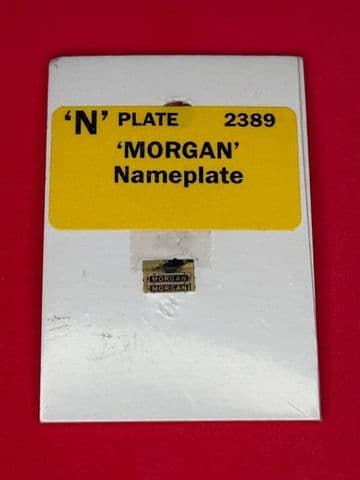 'N' PLATE 2389
'MORGAN'
Nameplate
MORGAN
MORGAN